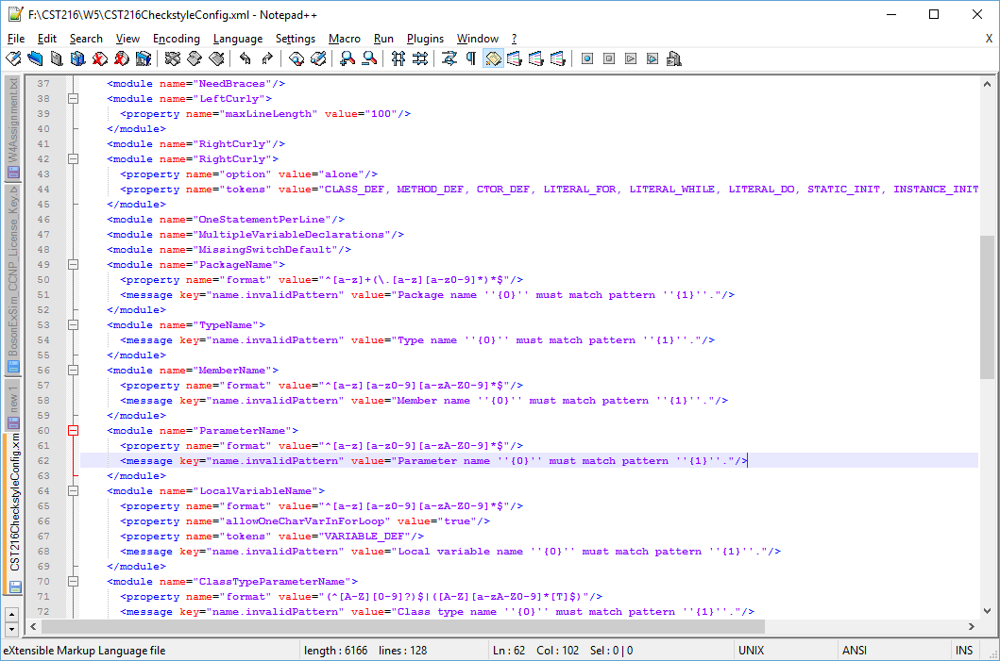 F:\CST216\W5\CST216CheckstyleConfig.xml - Notepad++
File Edit Search View Encoding Language Settings Macro Run Plugins Window ? X
W4Assignment.txt
BosonExSim_CCNP_License_Key.b
new 1
CST216CheckstyleConfig.xm
37 <module name="NeedBraces"/>
38 <module name="LeftCurly">
39 <property name="maxLineLength" value="100"/>
40 </module>
41 <module name="RightCurly"/>
42 <module name="RightCurly">
43 <property name="option" value="alone"/>
44 <property name="tokens" value="CLASS_DEF, METHOD_DEF, CTOR_DEF, LITERAL_FOR, LITERAL_WHILE, LITERAL_DO, STATIC_INIT, INSTANCE_INIT
45 </module>
46 <module name="OneStatementPerLine"/>
47 <module name="MultipleVariableDeclarations"/>
48 <module name="MissingSwitchDefault"/>
49 <module name="PackageName">
50 <property name="format" value="^[a-z]+(\.[a-z][a-z0-9]*)*$"/>
51 <message key="name.invalidPattern" value="Package name ''{0}'' must match pattern ''{1}''."/>
52 </module>
53 <module name="TypeName">
54 <message key="name.invalidPattern" value="Type name ''{0}'' must match pattern ''{1}''."/>
55 </module>
56 <module name="MemberName">
57 <property name="format" value="^[a-z][a-z0-9][a-zA-Z0-9]*$"/>
58 <message key="name.invalidPattern" value="Member name ''{0}'' must match pattern ''{1}''."/>
59 </module>
60 <module name="ParameterName">
61 <property name="format" value="^[a-z][a-z0-9][a-zA-Z0-9]*$"/>
62 <message key="name.invalidPattern" value="Parameter name ''{0}'' must match pattern ''{1}''."/>
63 </module>
64 <module name="LocalVariableName">
65 <property name="format" value="^[a-z][a-z0-9][a-zA-Z0-9]*$"/>
66 <property name="allowOneCharVarInForLoop" value="true"/>
67 <property name="tokens" value="VARIABLE_DEF"/>
68 <message key="name.invalidPattern" value="Local variable name ''{0}'' must match pattern ''{1}''."/>
69 </module>
70 <module name="ClassTypeParameterName">
71 <property name="format" value="(^[A-Z][0-9]?)$|([A-Z][a-zA-Z0-9]*[T]$)"/>
72 <message key="name.invalidPattern" value="Class type name ''{0}'' must match pattern ''{1}''."/>
eXtensible Markup Language file length : 6166 lines : 128 Ln : 62 Col : 102 Sel : 0 | 0 UNIX ANSI INS